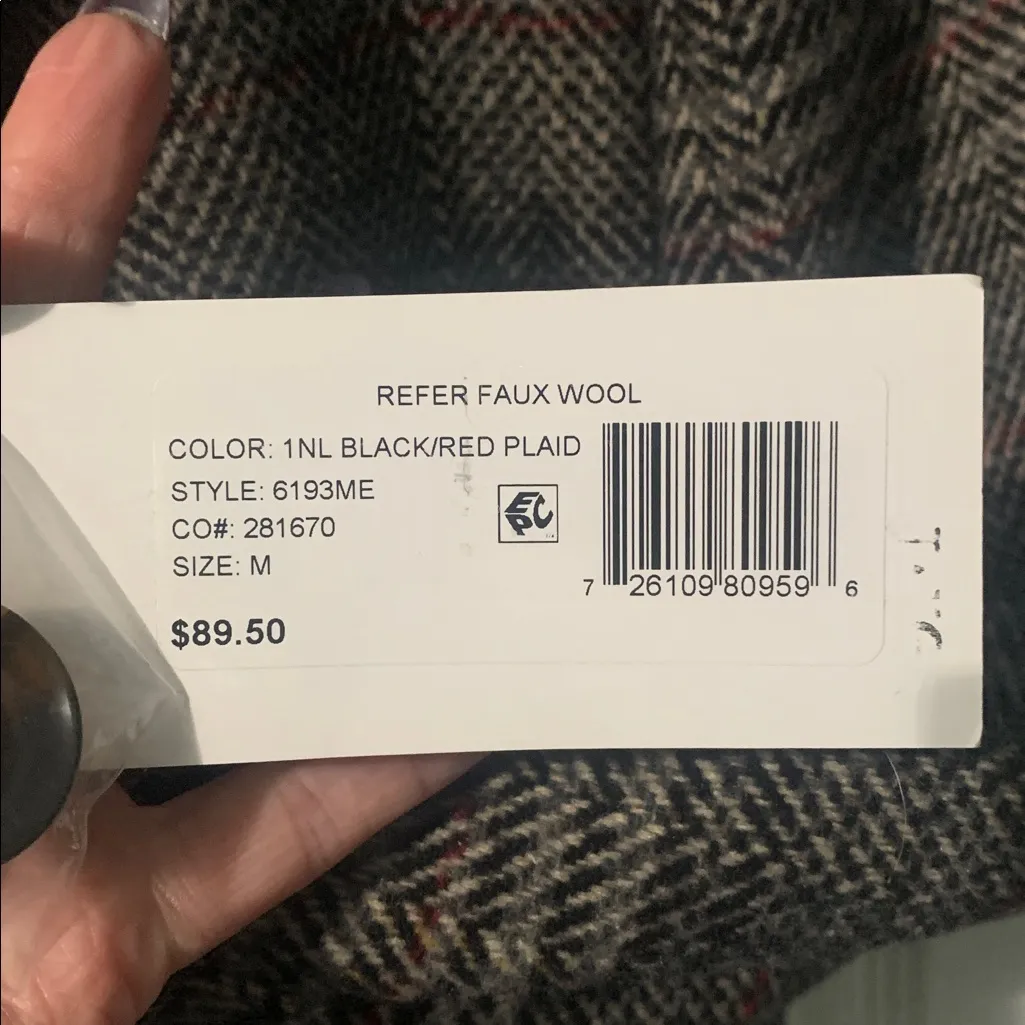 REFER FAUX WOOL
COLOR: 1NL BLACK/RED PLAID
STYLE: 6193ME
CO#: 281670
SIZE: M
$89.50
EPC
7 26109 80959 6